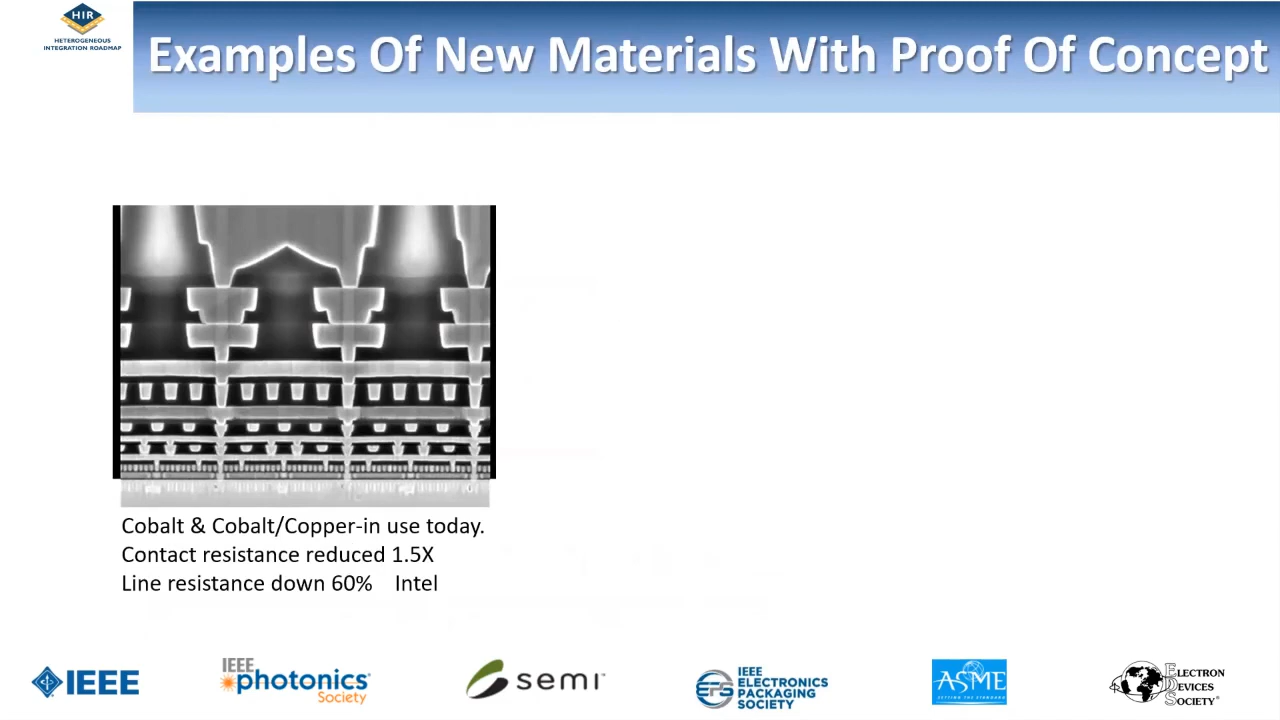 HIR
HETEROGENEOUS
INTEGRATION ROADMAP
Examples Of New Materials With Proof Of Concept
Cobalt & Cobalt/Copper-in use today.
Contact resistance reduced 1.5X
Line resistance down 60% Intel
IEEE
IEEE
photonics
Society
semi
EPS
IEEE
ELECTRONICS
PACKAGING
SOCIETY
ASME
SETTING THE STANDARD
EDS
ELECTRON
DEVICES
SOCIETY®